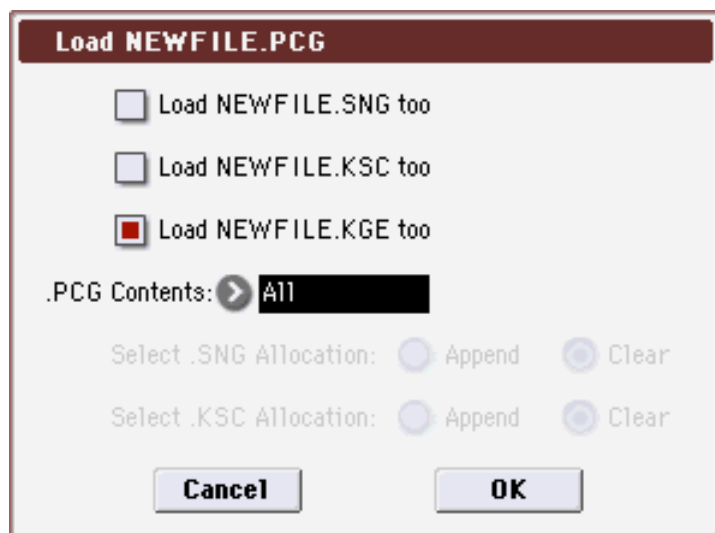 Load NEWFILE.PCG
Load NEWFILE.SNG too
Load NEWFILE.KSC too
Load NEWFILE.KGE too
.PCG Contents: All
Select .SNG Allocation: Append Clear
Select .KSC Allocation: Append Clear
Cancel OK